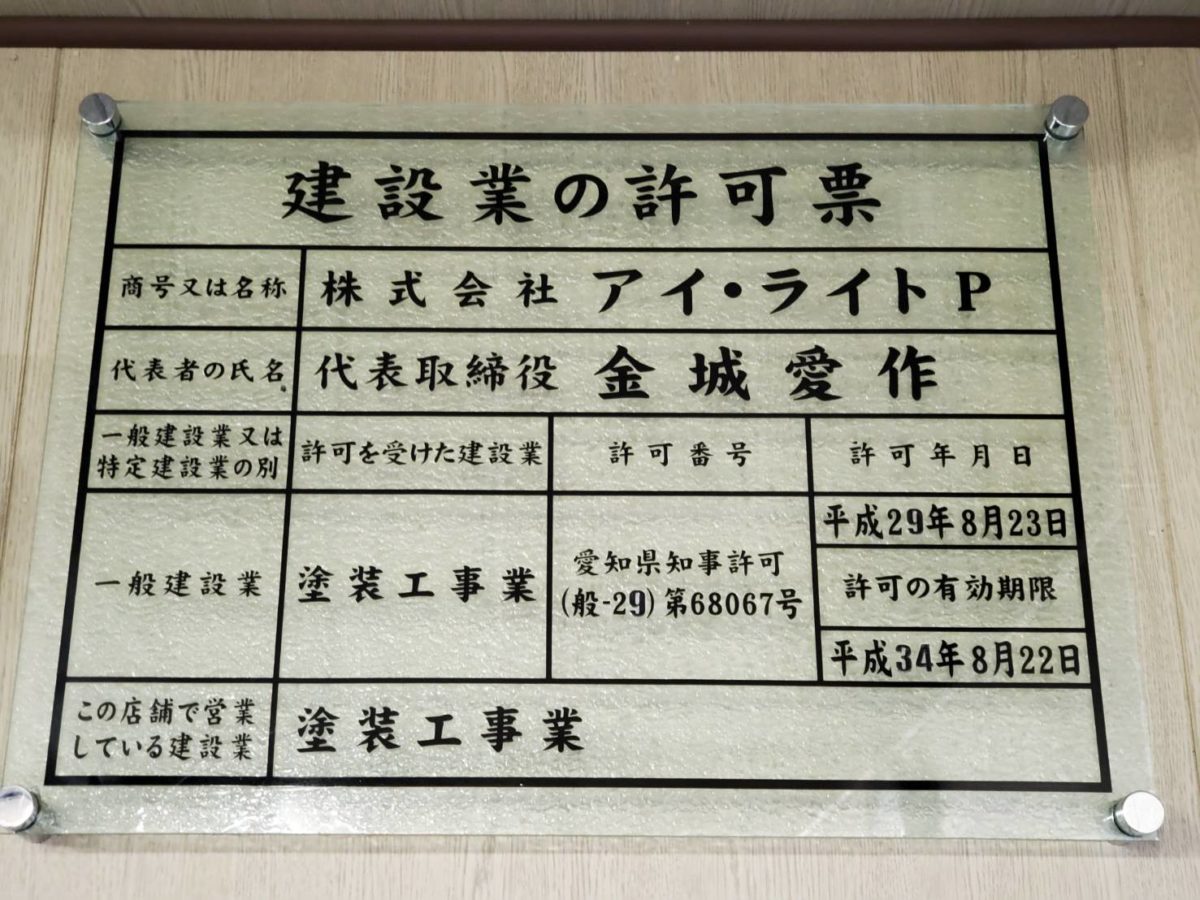 建設業の許可票
商号又は名称
株式会社 アイ・ライトP
代表者の氏名
代表取締役 金城愛作
一般建設業又は
特定建設業の別
許可を受けた建設業
許可番号
許可年月日
一般建設業
塗装工事業
愛知県知事許可
(般-29)第68067号
平成29年8月23日
許可の有効期限
平成34年8月22日
この店舗で営業
している建設業
塗装工事業